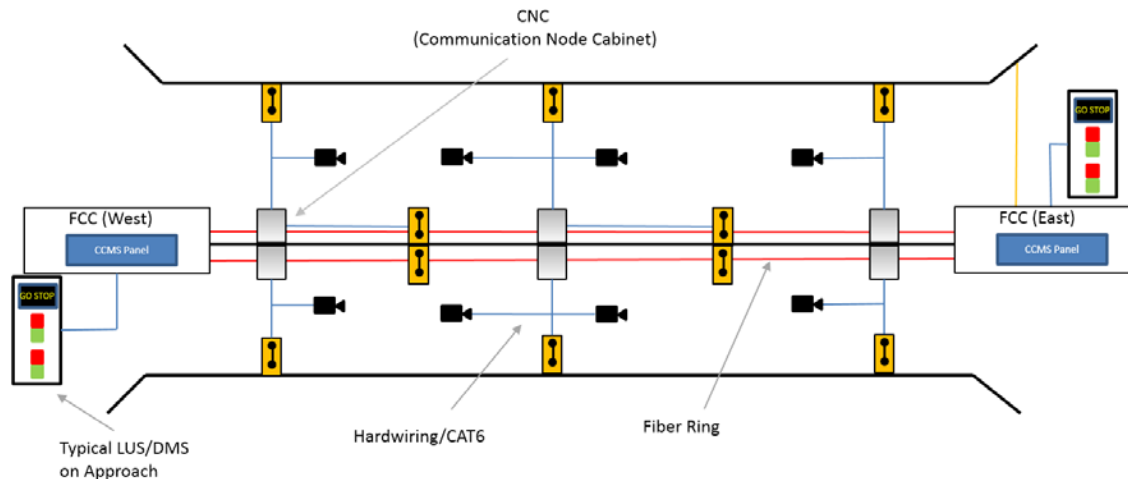 CNC
(Communication Node Cabinet)
GO STOP
FCC (West)
CCMS Panel
FCC (East)
CCMS Panel
GO STOP
Hardwiring/CAT6
Fiber Ring
Typical LUS/DMS
on Approach